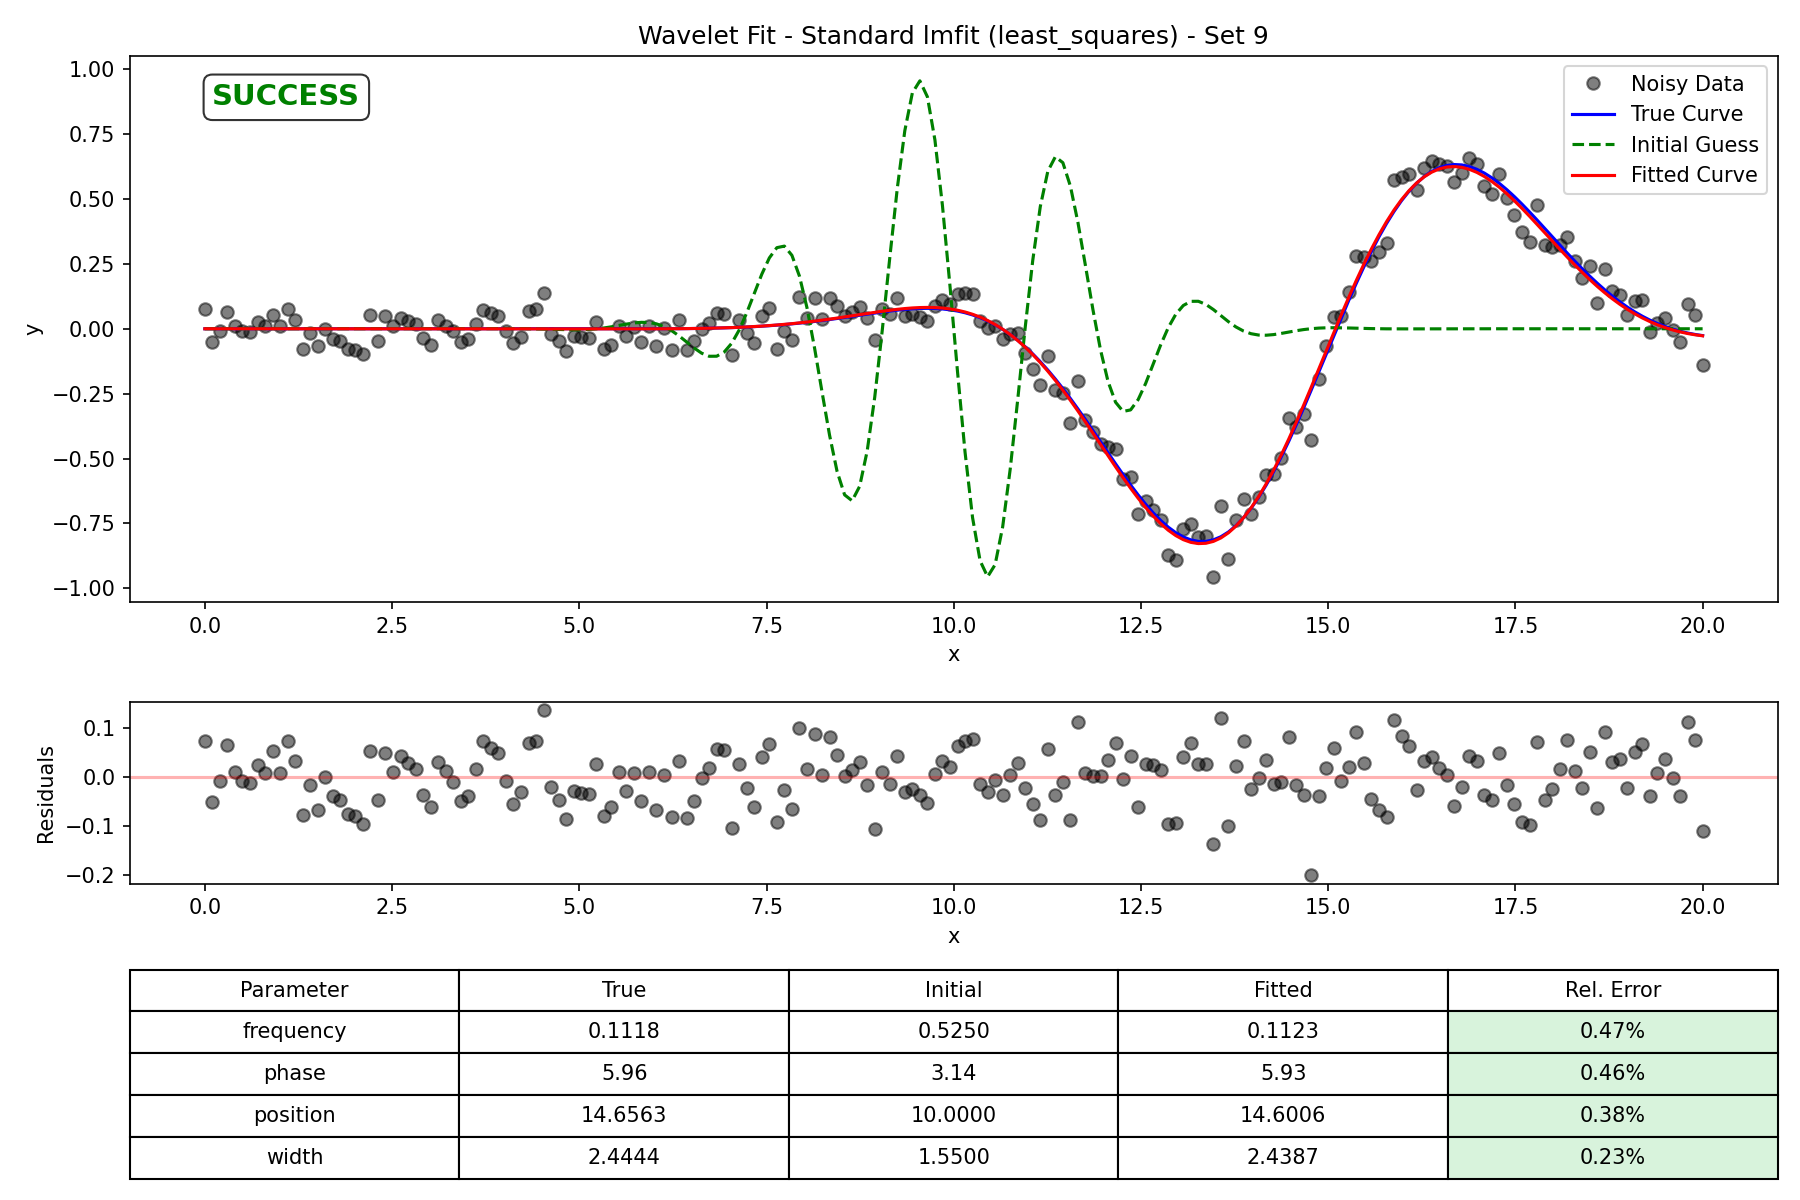 Wavelet Fit - Standard lmfit (least_squares) - Set 9
SUCCESS
Noisy Data
True Curve
Initial Guess
Fitted Curve
1.00
0.75
0.50
0.25
0.00
−0.25
−0.50
−0.75
−1.00
y
0.0 2.5 5.0 7.5 10.0 12.5 15.0 17.5 20.0
x
0.1
0.0
−0.1
−0.2
Residuals
0.0 2.5 5.0 7.5 10.0 12.5 15.0 17.5 20.0
x
Parameter True Initial Fitted Rel. Error
frequency 0.1118 0.5250 0.1123 0.47%
phase 5.96 3.14 5.93 0.46%
position 14.6563 10.0000 14.6006 0.38%
width 2.4444 1.5500 2.4387 0.23%